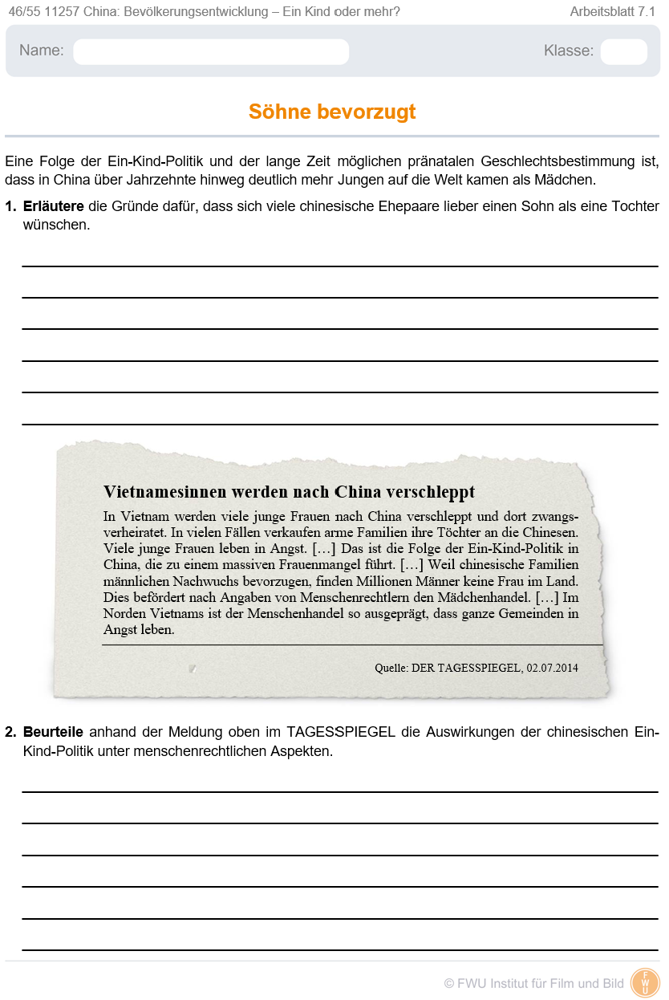 46/55 11257 China: Bevölkerungsentwicklung – Ein Kind oder mehr? Arbeitsblatt 7.1
Name: Klasse:
Söhne bevorzugt
Eine Folge der Ein-Kind-Politik und der lange Zeit möglichen pränatalen Geschlechtsbestimmung ist,
dass in China über Jahrzehnte hinweg deutlich mehr Jungen auf die Welt kamen als Mädchen.
1. Erläutere die Gründe dafür, dass sich viele chinesische Ehepaare lieber einen Sohn als eine Tochter
wünschen.
Vietnamesinnen werden nach China verschleppt
In Vietnam werden viele junge Frauen nach China verschleppt und dort zwangs-
verheiratet. In vielen Fällen verkaufen arme Familien ihre Töchter an die Chinesen.
Viele junge Frauen leben in Angst. […] Das ist die Folge der Ein-Kind-Politik in
China, die zu einem massiven Frauenmangel führt. […] Weil chinesische Familien
männlichen Nachwuchs bevorzugen, finden Millionen Männer keine Frau im Land.
Dies befördert nach Angaben von Menschenrechtlern den Mädchenhandel. […] Im
Norden Vietnams ist der Menschenhandel so ausgeprägt, dass ganze Gemeinden in
Angst leben.
Quelle: DER TAGESSPIEGEL, 02.07.2014
2. Beurteile anhand der Meldung oben im TAGESSPIEGEL die Auswirkungen der chinesischen Ein-
Kind-Politik unter menschenrechtlichen Aspekten.
© FWU Institut für Film und Bild
FWU